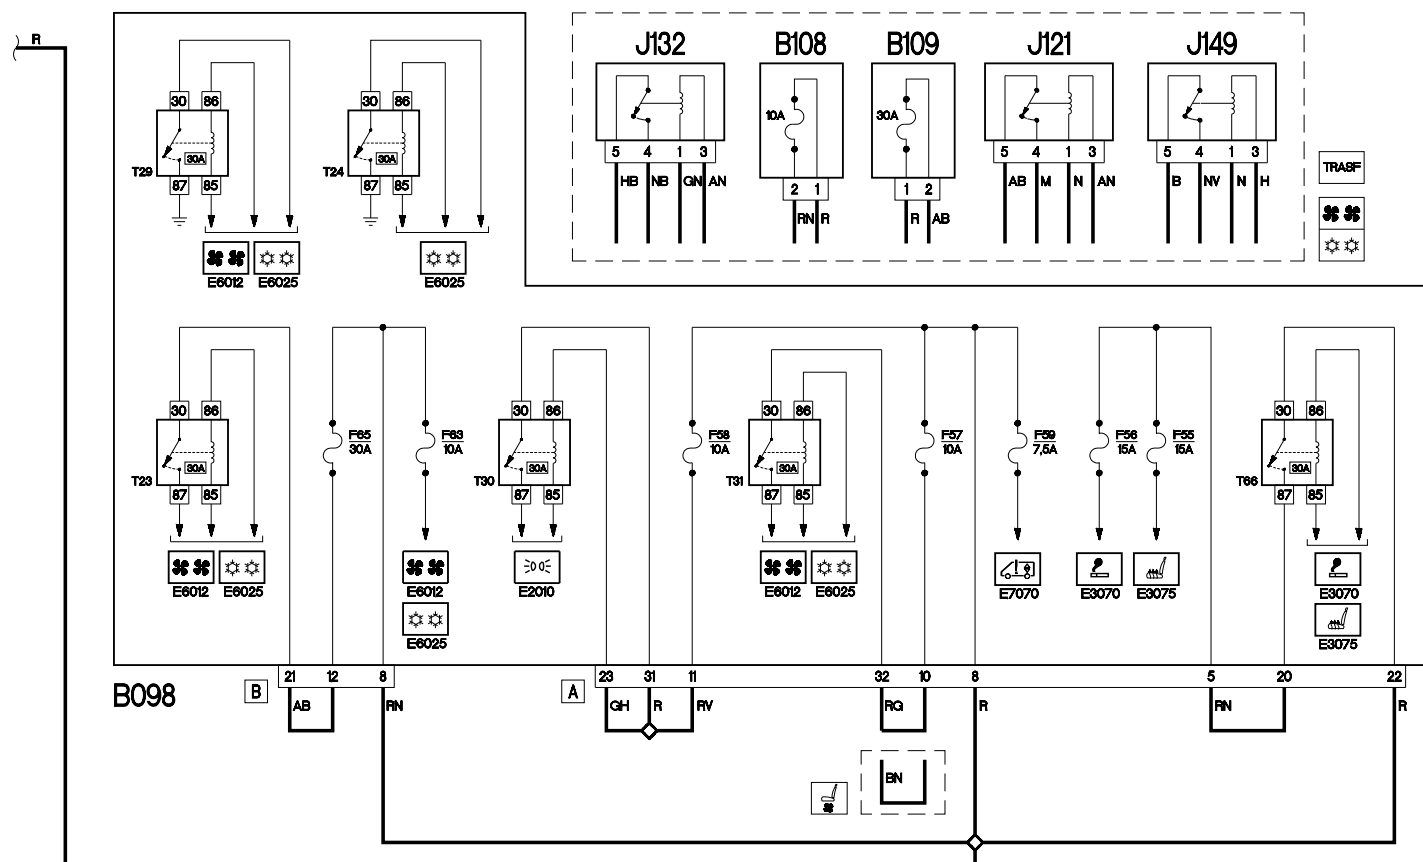 R
J132 B108 B109 J121 J149
30 86 30 86
10A 30A
30A 30A
T29 T24
5 4 1 3 5 4 1 3 5 4 1 3
TRASF
87 85 87 85
HB NB GN AN AB M N AN B NV N H
2 1 1 2
RN R R AB
E6012 E6025 E6025
30 86 30 86 30 86 30 86
F65 F63 F58 F57 F59 F56 F55
30A 10A 10A 10A 7,5A 15A 15A
30A 30A 30A 30A
T23 T30 T31 T66
87 85 87 85 87 85 87 85
E6012 E6025 E6012 E2010 E6012 E6025 E7070 E3070 E3075 E3070
E6025 E3075
21 12 8 23 31 11 32 10 8 5 20 22
B098 B A
AB RN GH R RV RG R RN R
BN